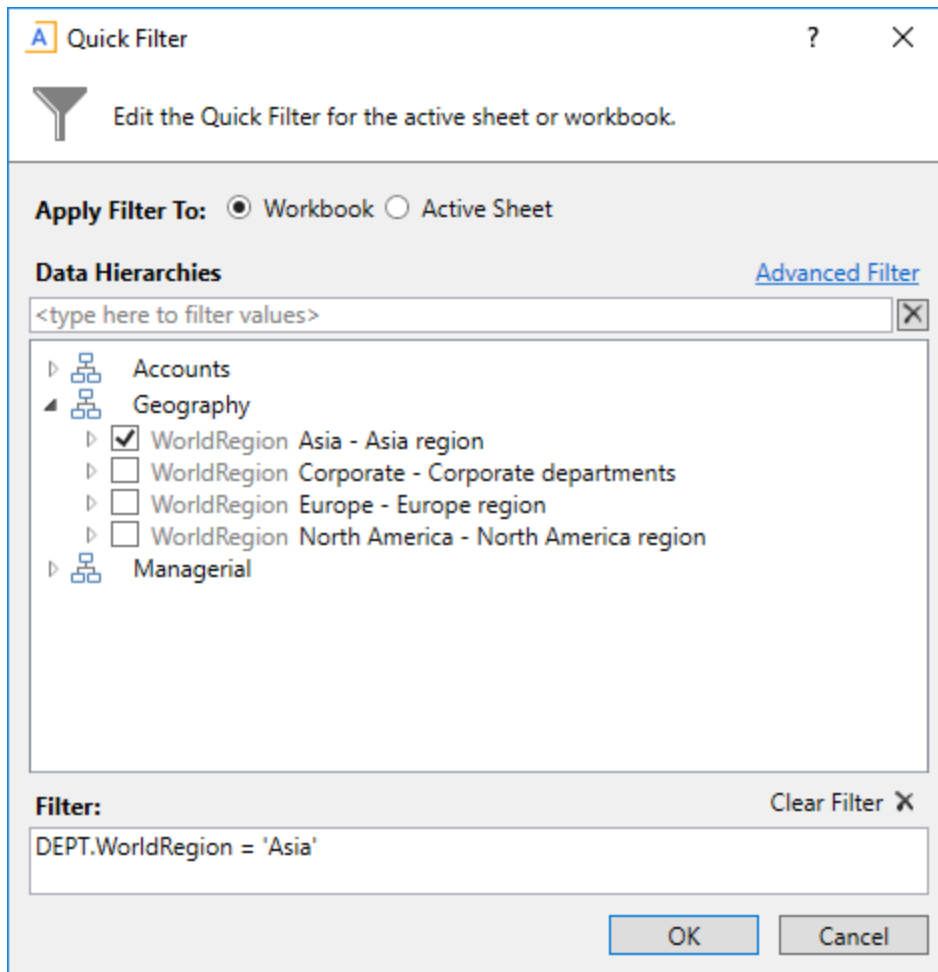 A Quick Filter ?
Edit the Quick Filter for the active sheet or workbook.
Apply Filter To: Workbook Active Sheet
Data Hierarchies Advanced Filter
<type here to filter values>
Accounts
Geography
WorldRegion Asia - Asia region
WorldRegion Corporate - Corporate departments
WorldRegion Europe - Europe region
WorldRegion North America - North America region
Managerial
Filter: Clear Filter
DEPT.WorldRegion = 'Asia'
OK Cancel